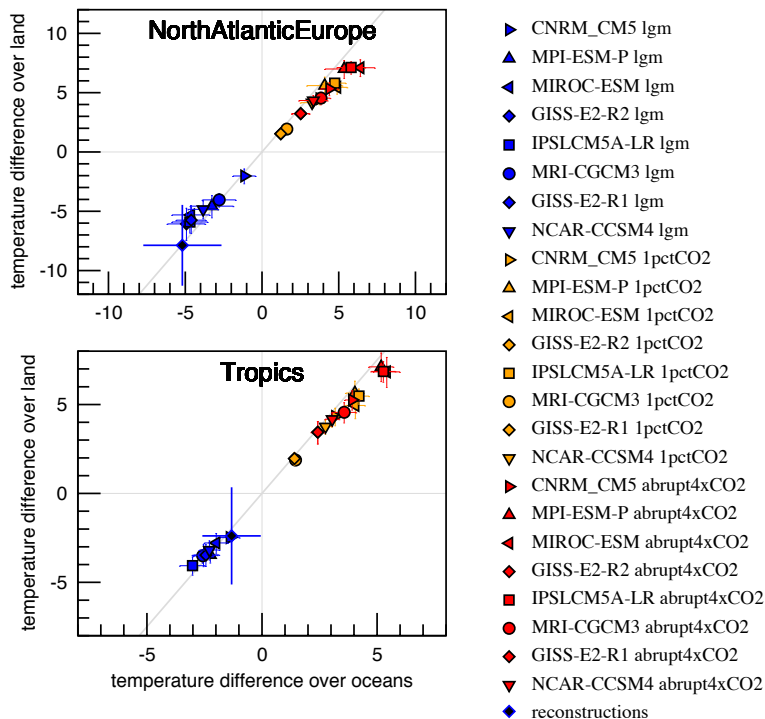 NorthAtlanticEurope
temperature difference over land
10
5
0
-5
-10
-10 -5 0 5 10
Tropics
temperature difference over land
5
0
-5
-5 0 5
temperature difference over oceans
CNRM_CM5 lgm
MPI-ESM-P lgm
MIROC-ESM lgm
GISS-E2-R2 lgm
IPSLCM5A-LR lgm
MRI-CGCM3 lgm
GISS-E2-R1 lgm
NCAR-CCSM4 lgm
CNRM_CM5 1pctCO2
MPI-ESM-P 1pctCO2
MIROC-ESM 1pctCO2
GISS-E2-R2 1pctCO2
IPSLCM5A-LR 1pctCO2
MRI-CGCM3 1pctCO2
GISS-E2-R1 1pctCO2
NCAR-CCSM4 1pctCO2
CNRM_CM5 abrupt4xCO2
MPI-ESM-P abrupt4xCO2
MIROC-ESM abrupt4xCO2
GISS-E2-R2 abrupt4xCO2
IPSLCM5A-LR abrupt4xCO2
MRI-CGCM3 abrupt4xCO2
GISS-E2-R1 abrupt4xCO2
NCAR-CCSM4 abrupt4xCO2
reconstructions